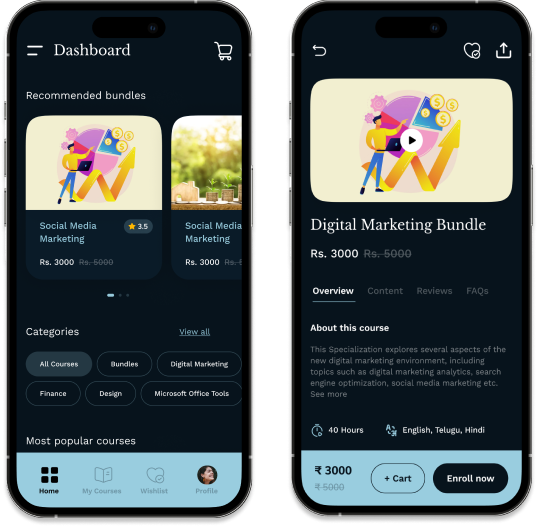 Dashboard
Recommended bundles
Social Media
Marketing
3.5
Rs. 3000 Rs. 5000
Social Media
Marketing
Rs. 3000 Rs.
Categories
View all
All Courses
Bundles
Digital Marketing
Finance
Design
Microsoft Office Tools
Most popular courses
Home
My Courses
Wishlist
Profile
Digital Marketing Bundle
Rs. 3000 Rs. 5000
Overview
Content
Reviews
FAQs
About this course
This Specialization explores several aspects of the
new digital marketing environment, including
topics such as digital marketing analytics, search
engine optimization, social media marketing etc.
See more
40 Hours
English, Telugu, Hindi
₹ 3000
₹ 5000
+ Cart
Enroll now